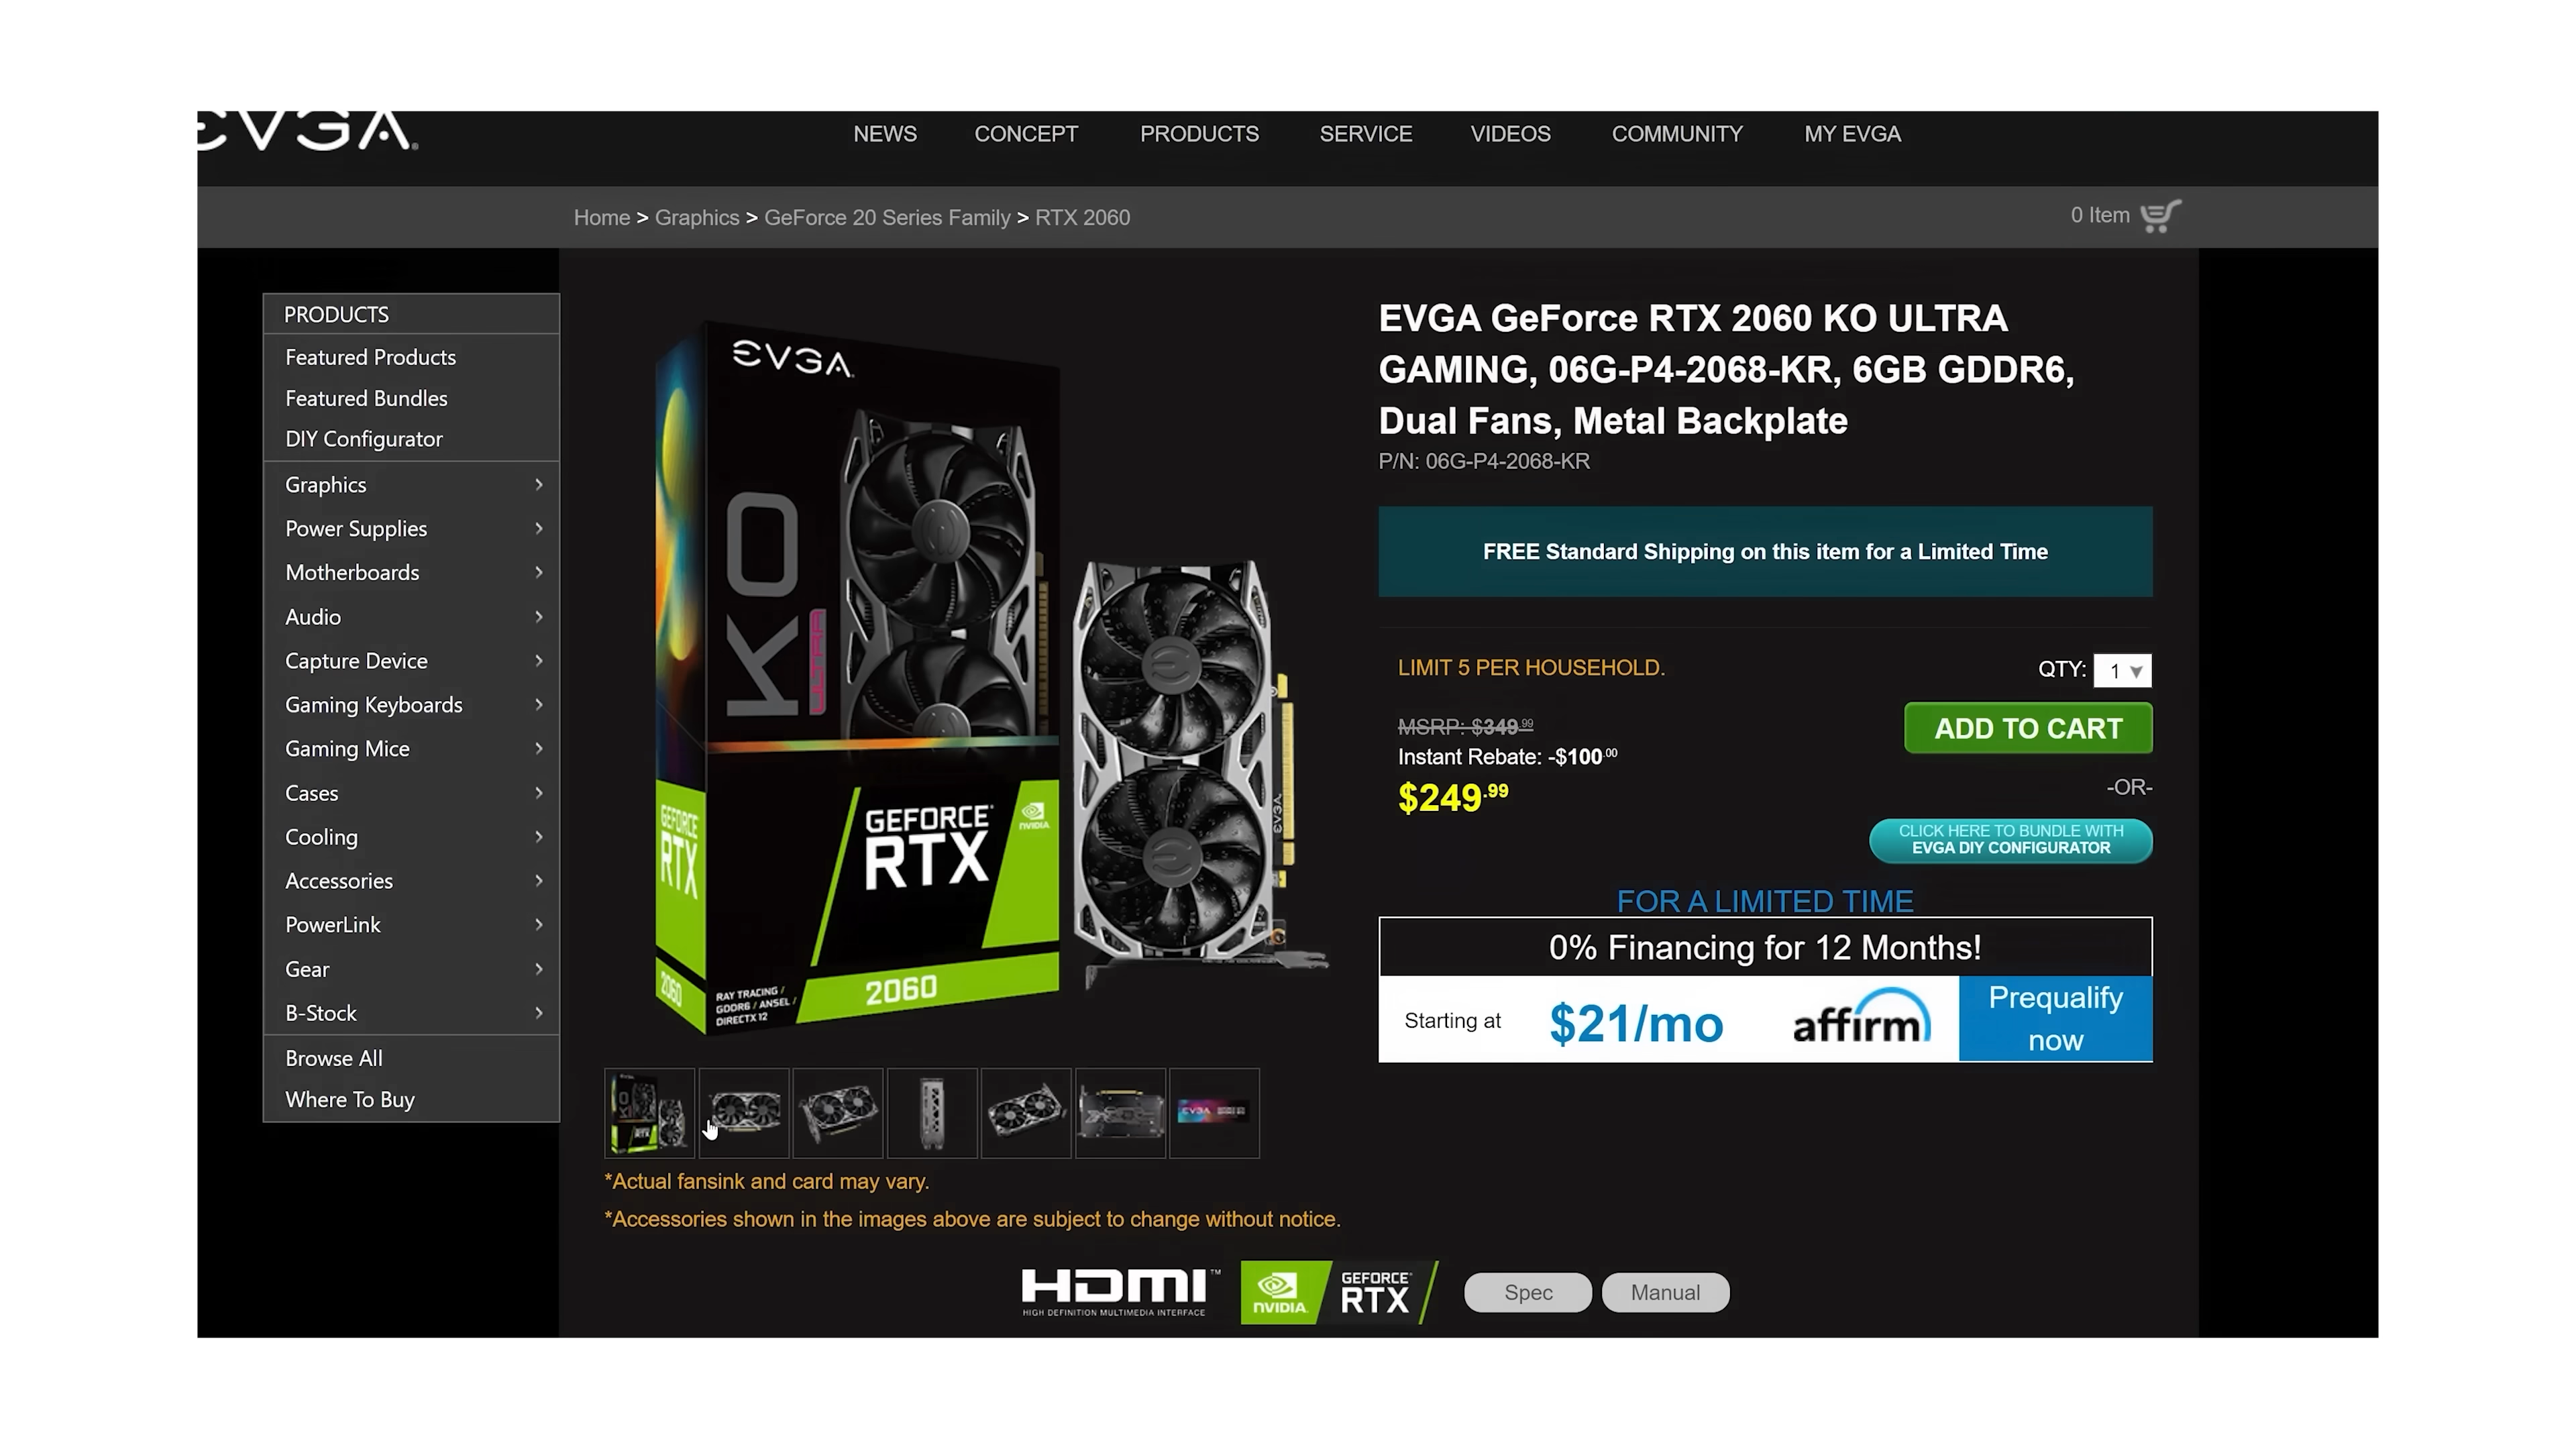 EVGA
NEWS CONCEPT PRODUCTS SERVICE VIDEOS COMMUNITY MY EVGA
Home > Graphics > GeForce 20 Series Family > RTX 2060
0 Item
PRODUCTS
Featured Products
Featured Bundles
DIY Configurator
Graphics
Power Supplies
Motherboards
Audio
Capture Device
Gaming Keyboards
Gaming Mice
Cases
Cooling
Accessories
PowerLink
Gear
B-Stock
Browse All
Where To Buy
EVGA
KO
ULTRA
GEFORCE
RTX
NVIDIA
2060
RAY TRACING /
GDDR6 / ANSEL /
DIRECTX 12
GEFORCE
RTX
2060
EVGA
*Actual fansink and card may vary.
*Accessories shown in the images above are subject to change without notice.
EVGA GeForce RTX 2060 KO ULTRA
GAMING, 06G-P4-2068-KR, 6GB GDDR6,
Dual Fans, Metal Backplate
P/N: 06G-P4-2068-KR
FREE Standard Shipping on this item for a Limited Time
LIMIT 5 PER HOUSEHOLD.
QTY: 1
MSRP: $349.99
Instant Rebate: -$100.00
$249.99
ADD TO CART
-OR-
CLICK HERE TO BUNDLE WITH
EVGA DIY CONFIGURATOR
FOR A LIMITED TIME
0% Financing for 12 Months!
Starting at $21/mo affirm
Prequalify
now
HDMI™
HIGH DEFINITION MULTIMEDIA INTERFACE
NVIDIA
GEFORCE
RTX
Spec
Manual